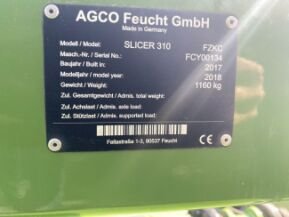 AGCO Feucht GmbH
Made in Germany
Modell / Model: SLICER 310 FZKC
Masch.-Nr. / Serial No.: FCY00134
Baujahr / Built in: 2017
Modelljahr / model year: 2018
Gewicht / Weight: 1160 kg
Zul. Gesamtgewicht / Admis. total weight:
Zul. Achslast / Admis. axle load:
Zul. Stützlast / Admis. supported load:
Fellastraße 1-3, 90537 Feucht